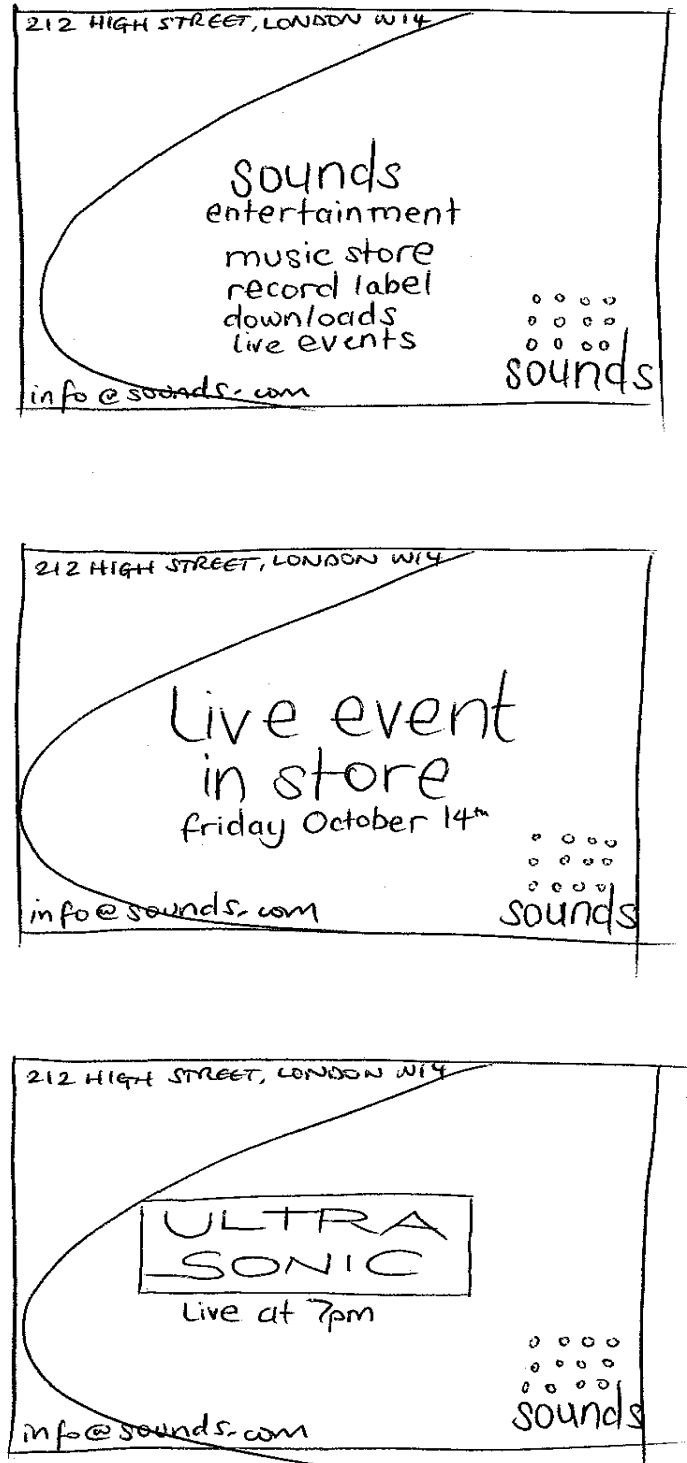 212 HIGH STREET, LONDON W14
sounds
entertainment
music store
record label
downloads
live events
sounds
info@sounds.com
212 HIGH STREET, LONDON W14
Live event
in store
friday October 14th
sounds
info@sounds.com
212 HIGH STREET, LONDON W14
ULTRA
SONIC
Live at 7pm
sounds
info@sounds.com